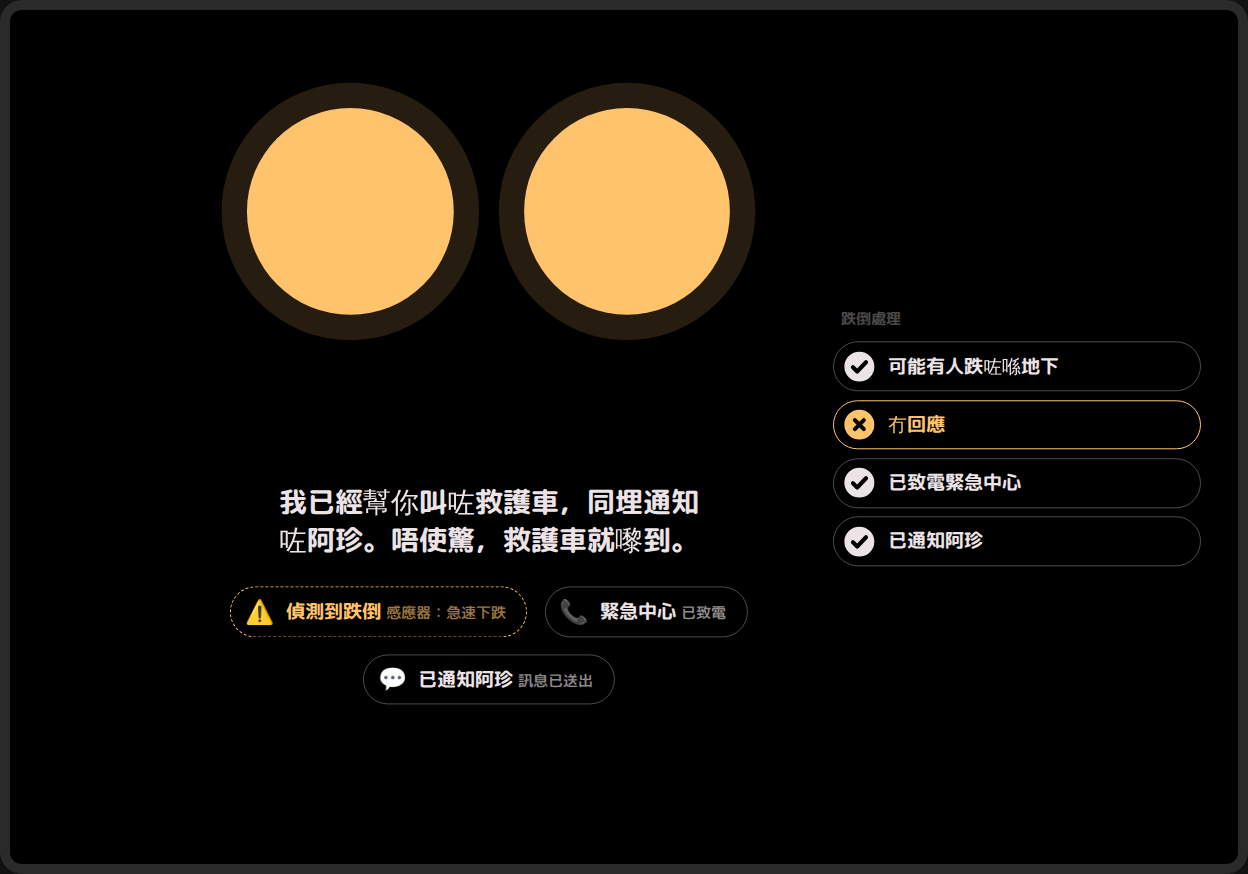 我已經幫你叫咗救護車，同埋通知
咗阿珍。唔使驚，救護車就嚟到。
偵測到跌倒 感應器：急速下跌
緊急中心 已致電
已通知阿珍 訊息已送出
跌倒處理
可能有人跌咗喺地下
冇回應
已致電緊急中心
已通知阿珍